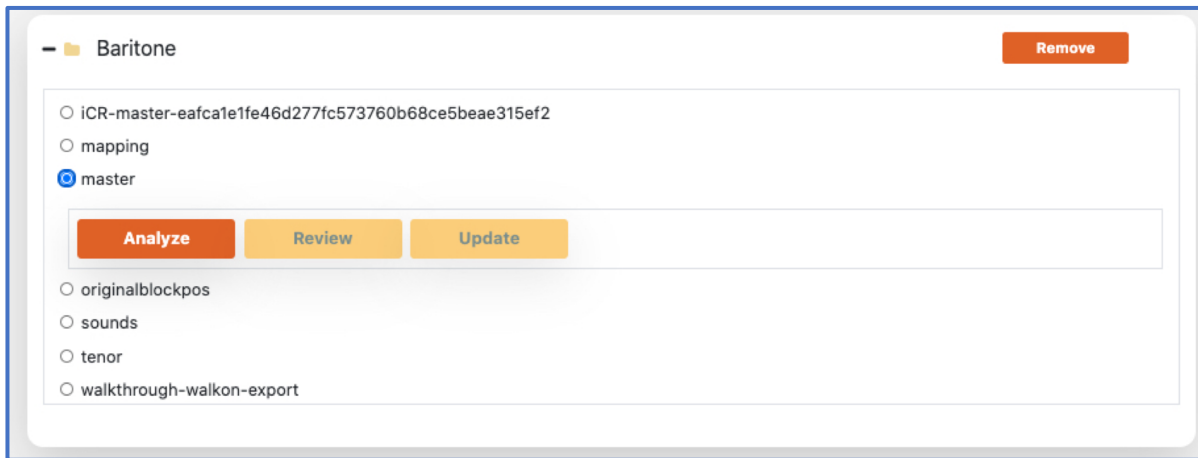 Baritone
Remove
iCR-master-eafca1e1fe46d277fc573760b68ce5beae315ef2
mapping
master
Analyze Review Update
originalblockpos
sounds
tenor
walkthrough-walkon-export